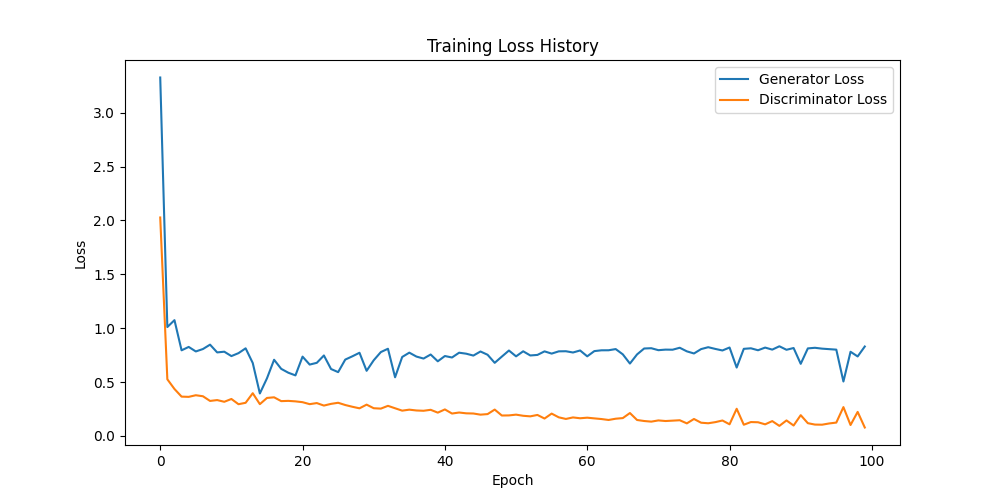 Training Loss History
Generator Loss
Discriminator Loss
Loss
3.0
2.5
2.0
1.5
1.0
0.5
0.0
0
20
40
60
80
100
Epoch